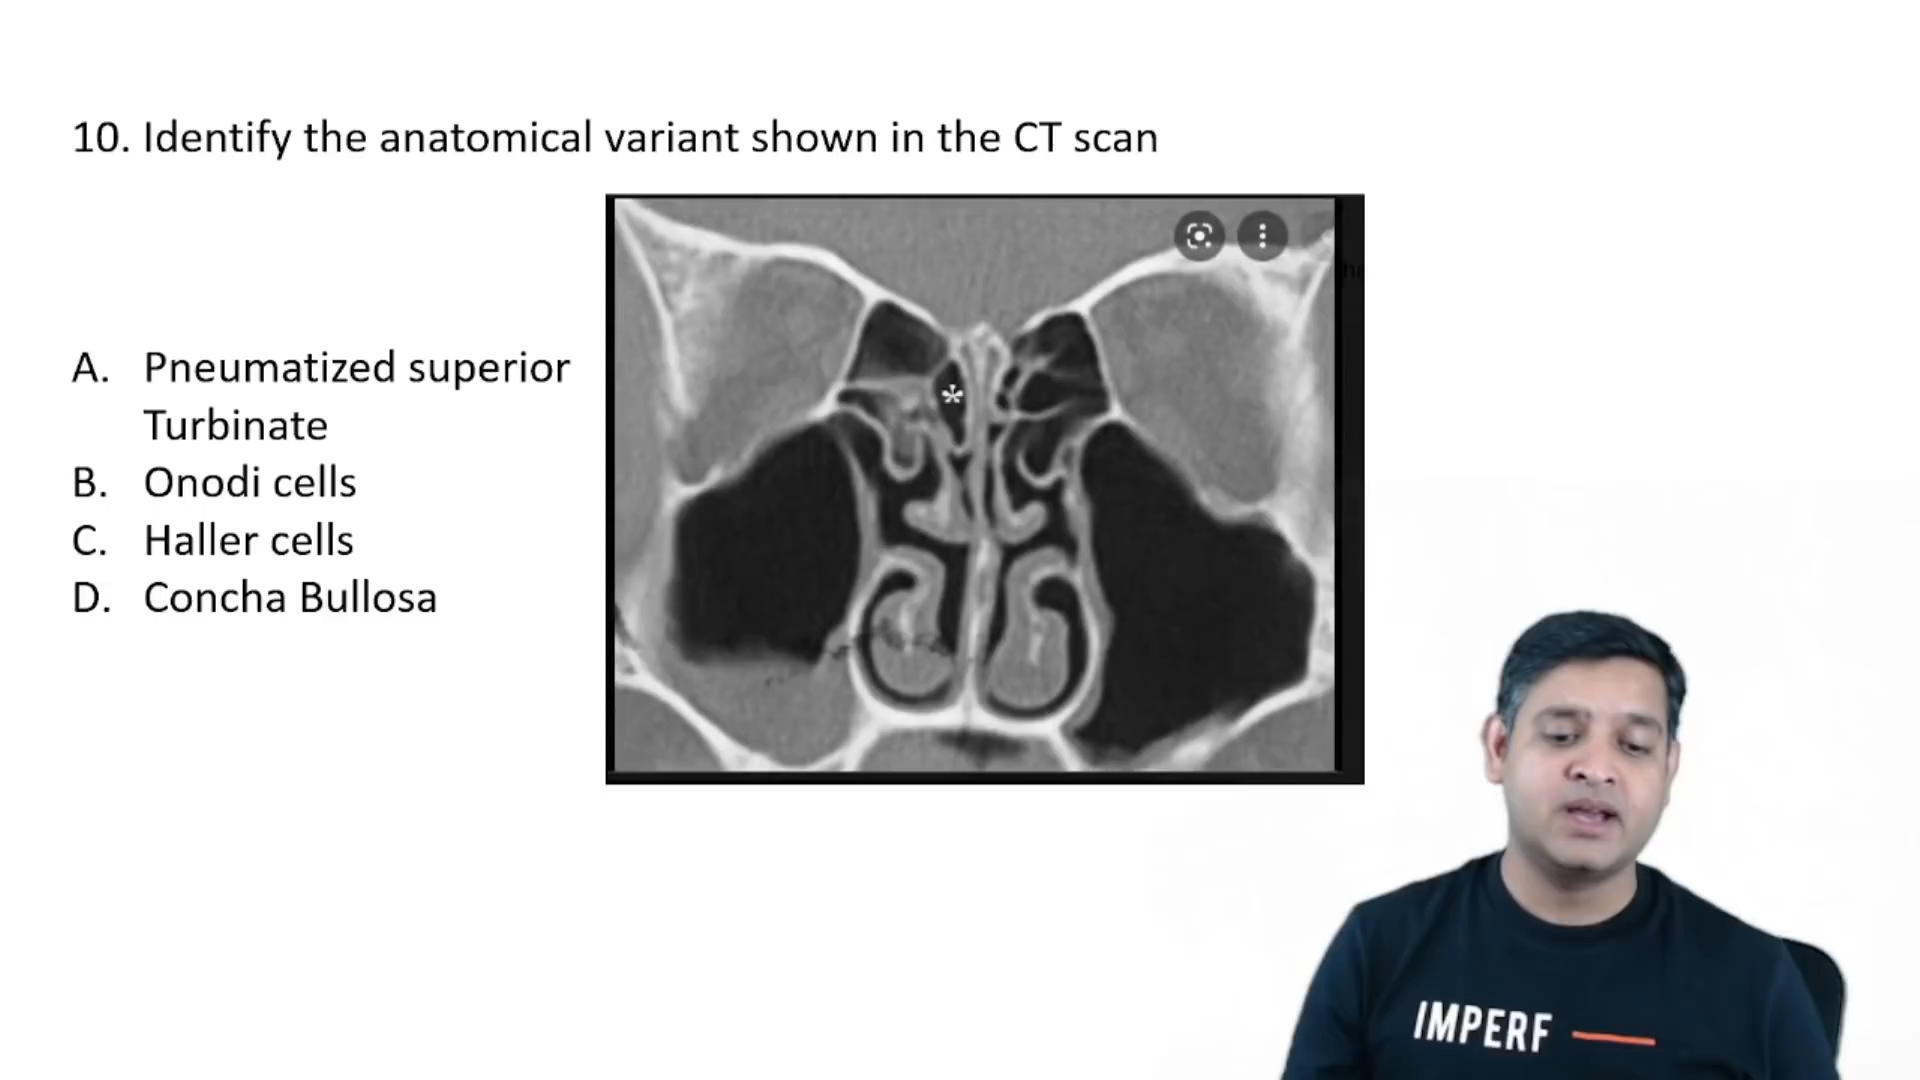 10. Identify the anatomical variant shown in the CT scan
A. Pneumatized superior
Turbinate
B. Onodi cells
C. Haller cells
D. Concha Bullosa
*
IMPERF